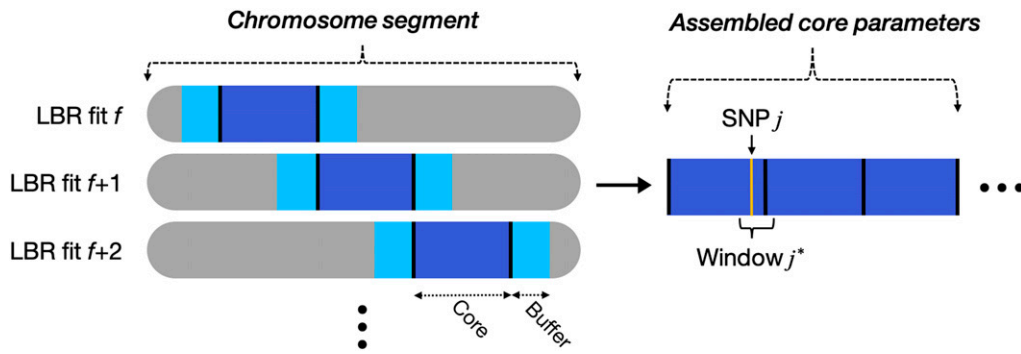 Chromosome segment
Assembled core parameters
LBR fit f
SNP j
LBR fit f+1
Window j*
LBR fit f+2
Core
Buffer